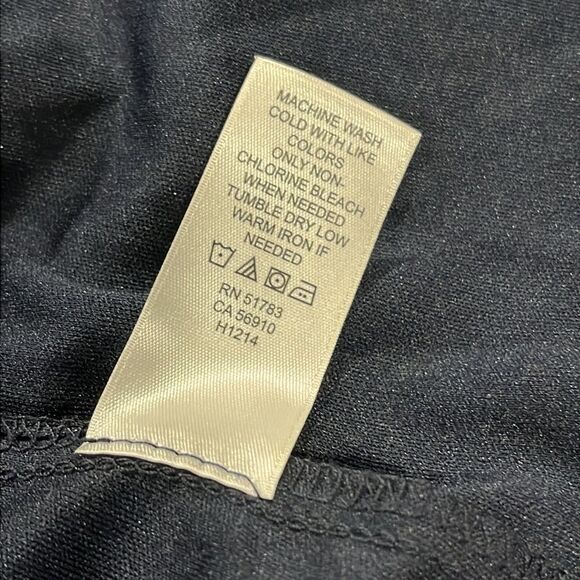 MACHINE WASH
COLD WITH LIKE
COLORS
ONLY NON-
CHLORINE BLEACH
WHEN NEEDED
TUMBLE DRY LOW
WARM IRON IF
NEEDED
RN 51783
CA 56910
H1214